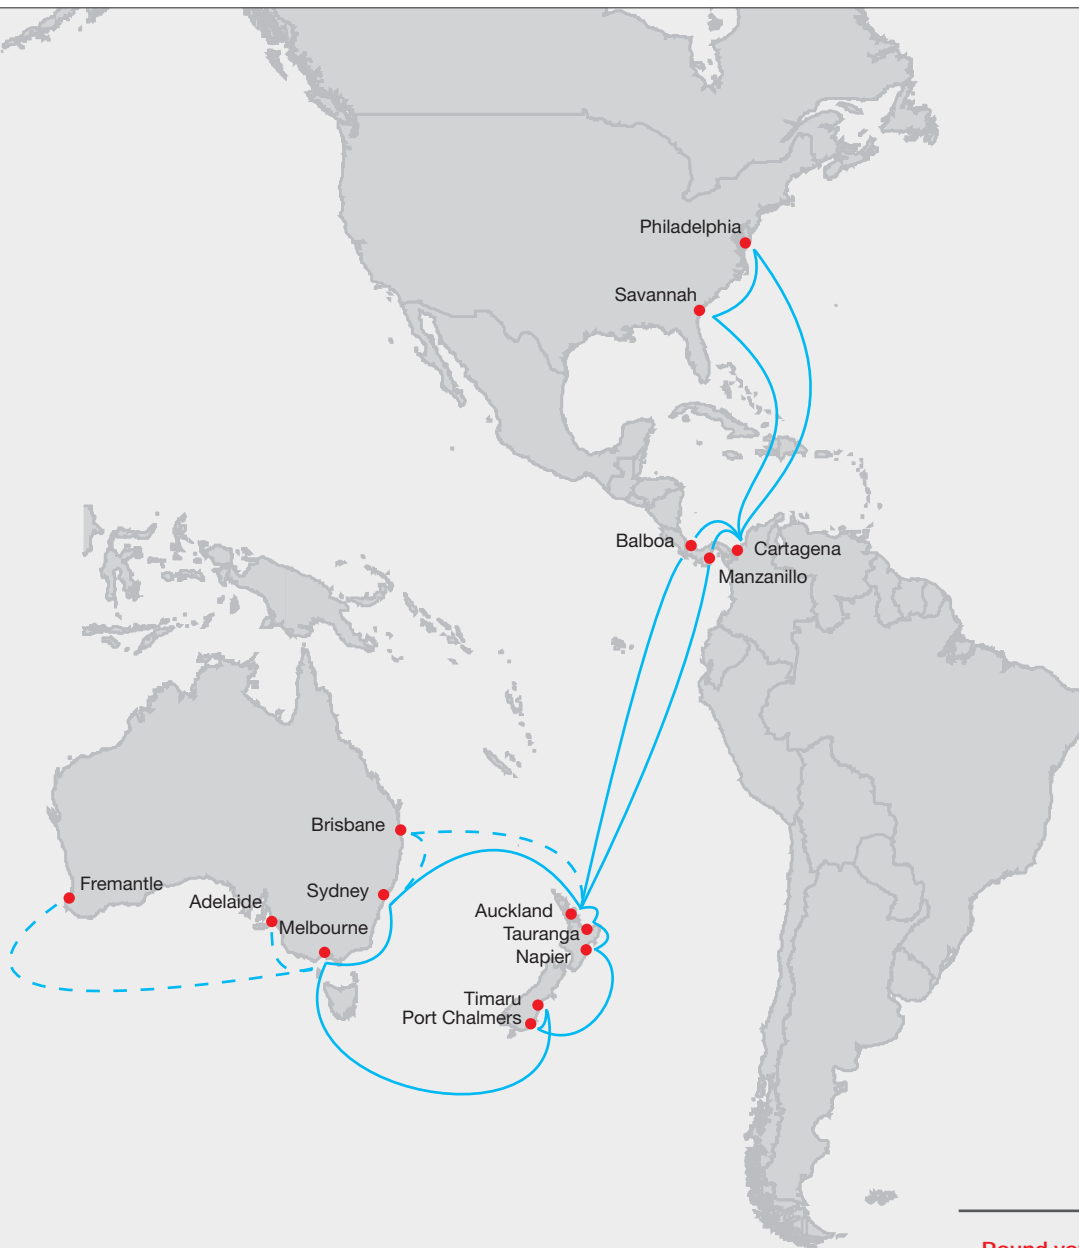 Philadelphia
Savannah
Balboa
Cartagena
Manzanillo
Brisbane
Fremantle
Sydney
Adelaide
Auckland
Melbourne
Tauranga
Napier
Timaru
Port Chalmers